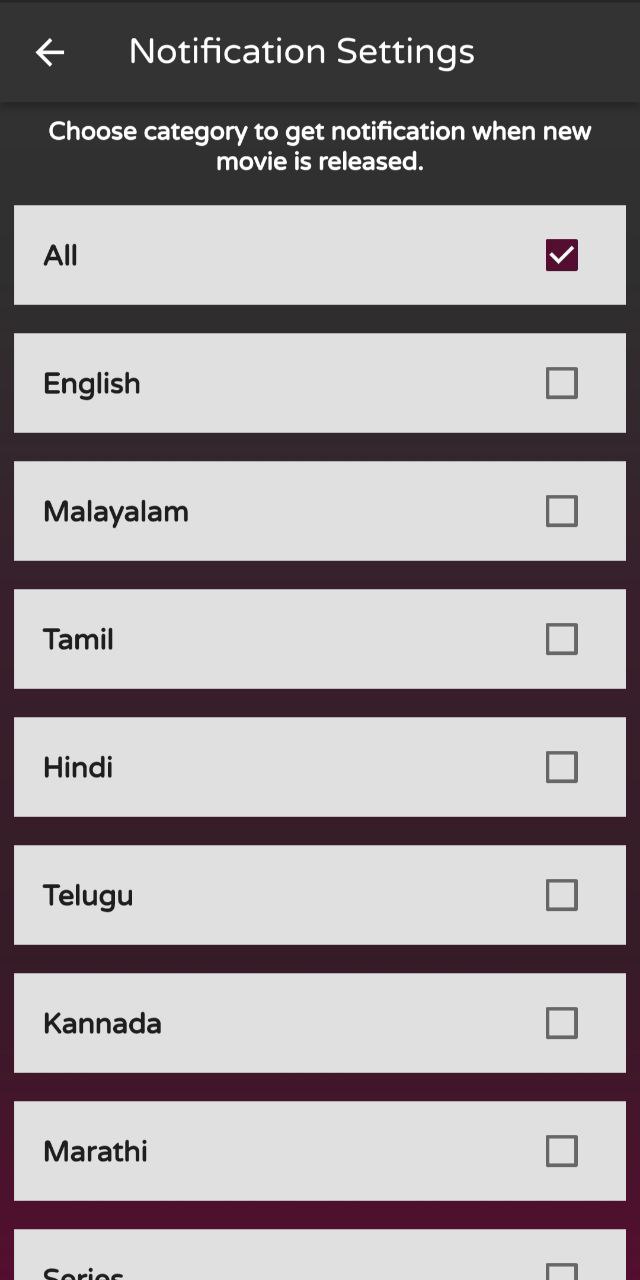 Notification Settings
Choose category to get notification when new
movie is released.
All
English
Malayalam
Tamil
Hindi
Telugu
Kannada
Marathi
Series